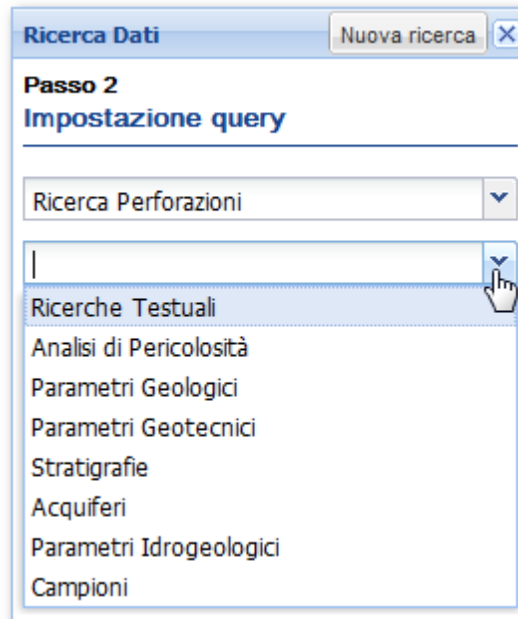 Ricerca Dati Nuova ricerca
Passo 2
Impostazione query
Ricerca Perforazioni
Ricerche Testuali
Analisi di Pericolosità
Parametri Geologici
Parametri Geotecnici
Stratigrafie
Acquiferi
Parametri Idrogeologici
Campioni